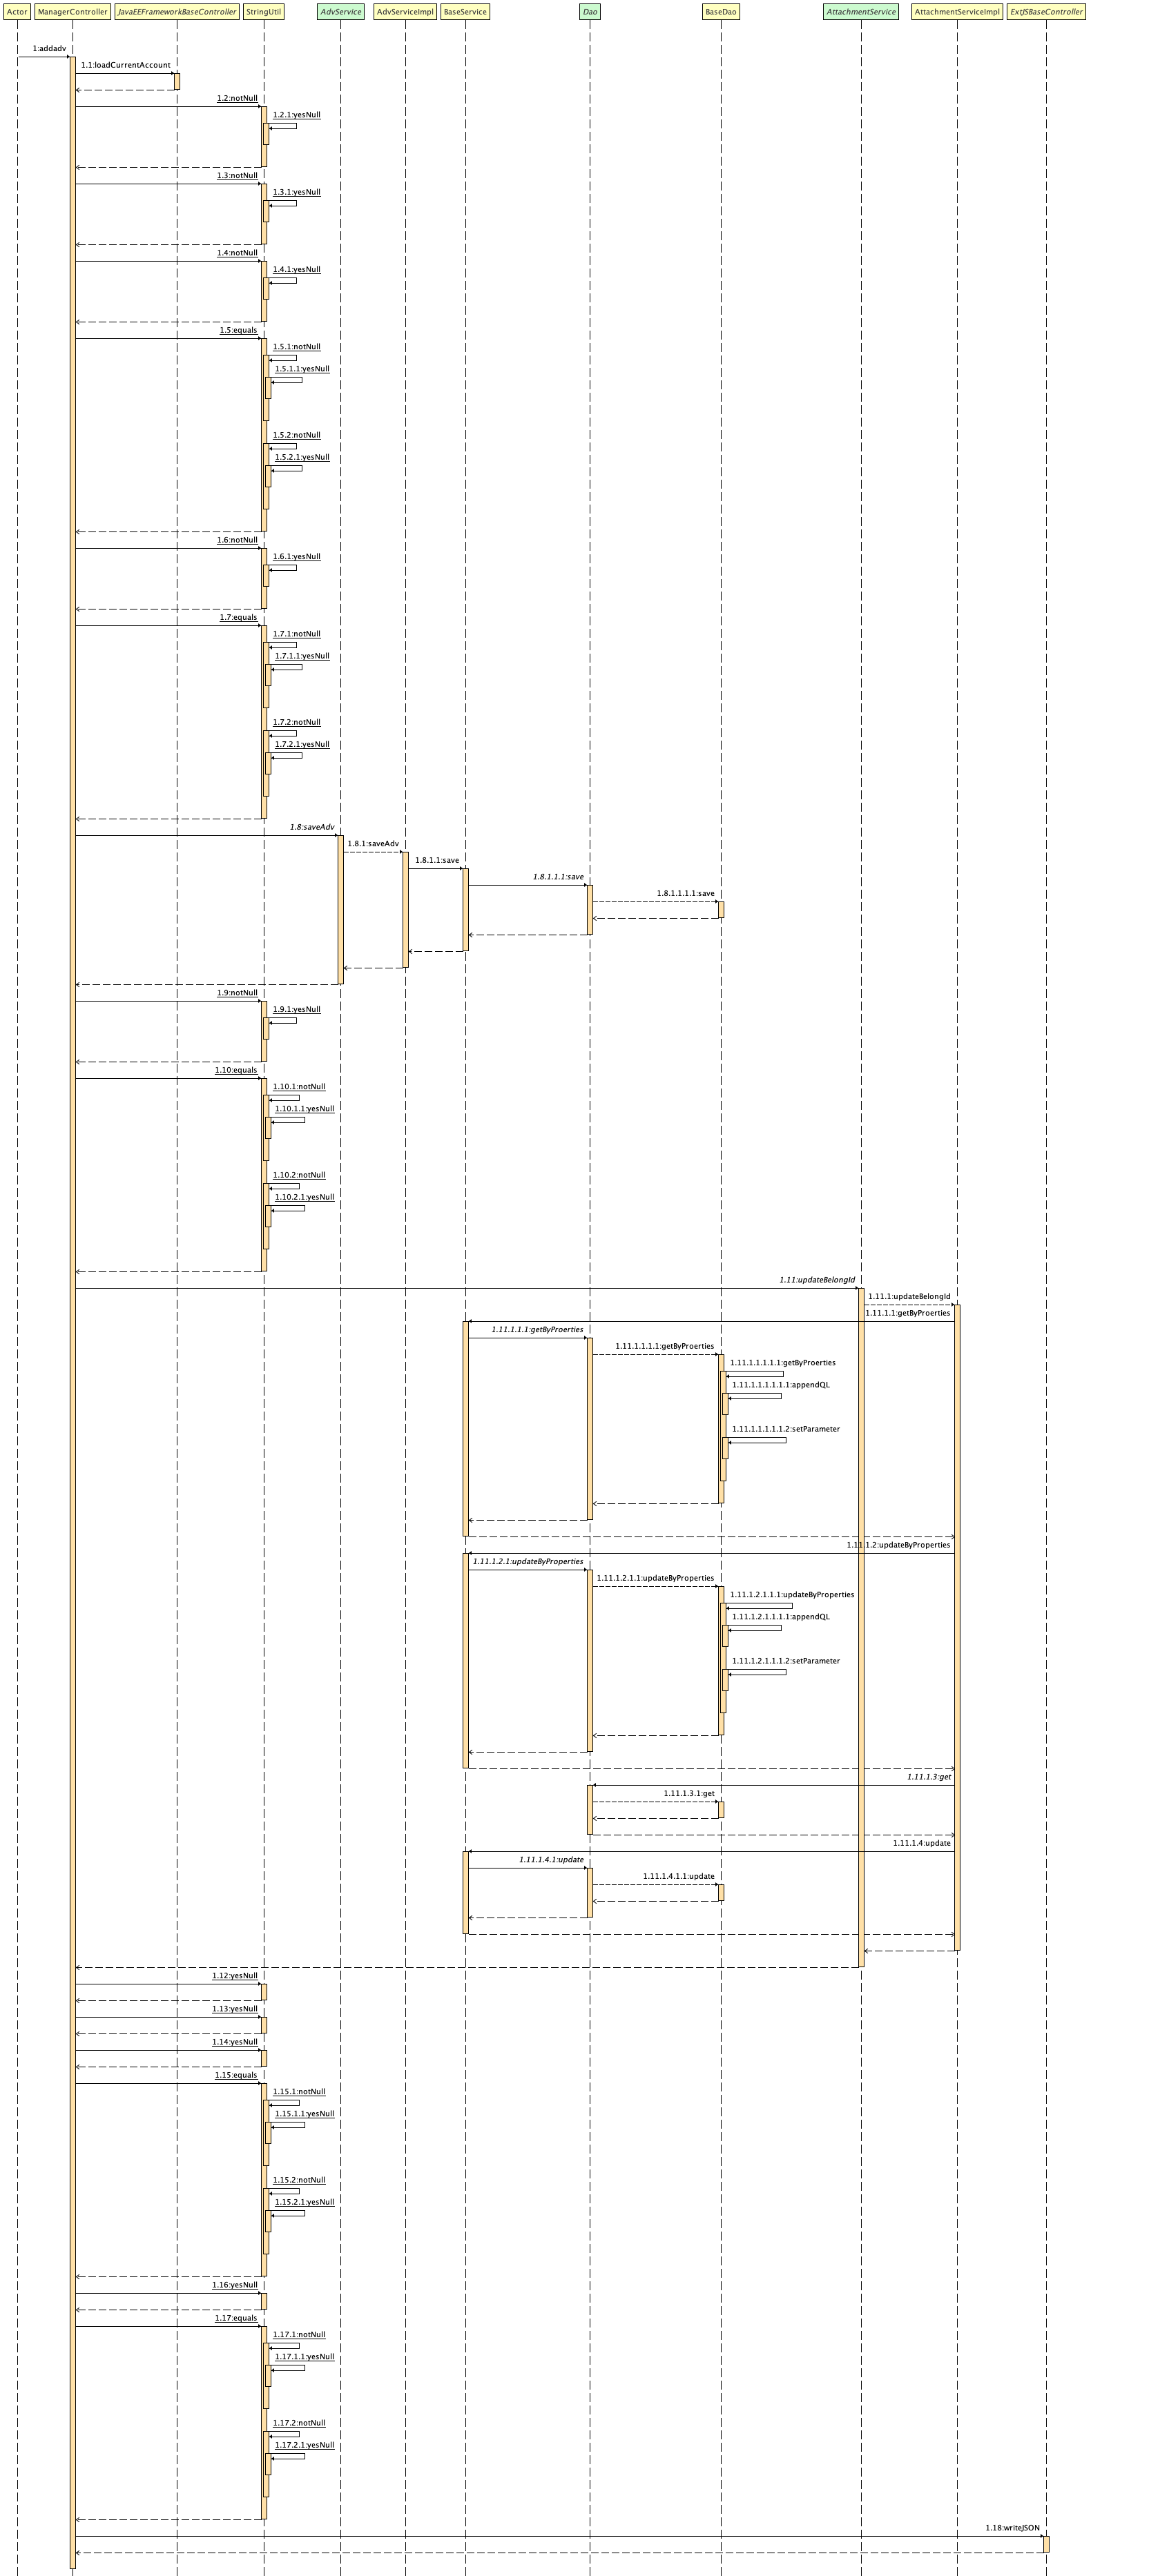 Actor
ManagerController
JavaEEFrameworkBaseController
StringUtil
AdvService
AdvServiceImpl
BaseService
Dao
BaseDao
AttachmentService
AttachmentServiceImpl
ExtJSBaseController
1:addadv
1.1:loadCurrentAccount
1.2:notNull
1.2.1:yesNull
1.3:notNull
1.3.1:yesNull
1.4:notNull
1.4.1:yesNull
1.5:equals
1.5.1:notNull
1.5.1.1:yesNull
1.5.2:notNull
1.5.2.1:yesNull
1.6:notNull
1.6.1:yesNull
1.7:equals
1.7.1:notNull
1.7.1.1:yesNull
1.7.2:notNull
1.7.2.1:yesNull
1.8:saveAdv
1.8.1:saveAdv
1.8.1.1:save
1.8.1.1.1:save
1.8.1.1.1.1:save
1.9:notNull
1.9.1:yesNull
1.10:equals
1.10.1:notNull
1.10.1.1:yesNull
1.10.2:notNull
1.10.2.1:yesNull
1.11:updateBelongId
1.11.1:updateBelongId
1.11.1.1:getByProerties
1.11.1.1.1:getByProerties
1.11.1.1.1.1:getByProerties
1.11.1.1.1.1.1:getByProerties
1.11.1.1.1.1.1.1:appendQL
1.11.1.1.1.1.1.2:setParameter
1.11.1.2:updateByProperties
1.11.1.2.1:updateByProperties
1.11.1.2.1.1:updateByProperties
1.11.1.2.1.1.1:updateByProperties
1.11.1.2.1.1.1.1:appendQL
1.11.1.2.1.1.1.2:setParameter
1.11.1.3:get
1.11.1.3.1:get
1.11.1.4:update
1.11.1.4.1:update
1.11.1.4.1.1:update
1.12:yesNull
1.13:yesNull
1.14:yesNull
1.15:equals
1.15.1:notNull
1.15.1.1:yesNull
1.15.2:notNull
1.15.2.1:yesNull
1.16:yesNull
1.17:equals
1.17.1:notNull
1.17.1.1:yesNull
1.17.2:notNull
1.17.2.1:yesNull
1.18:writeJSON